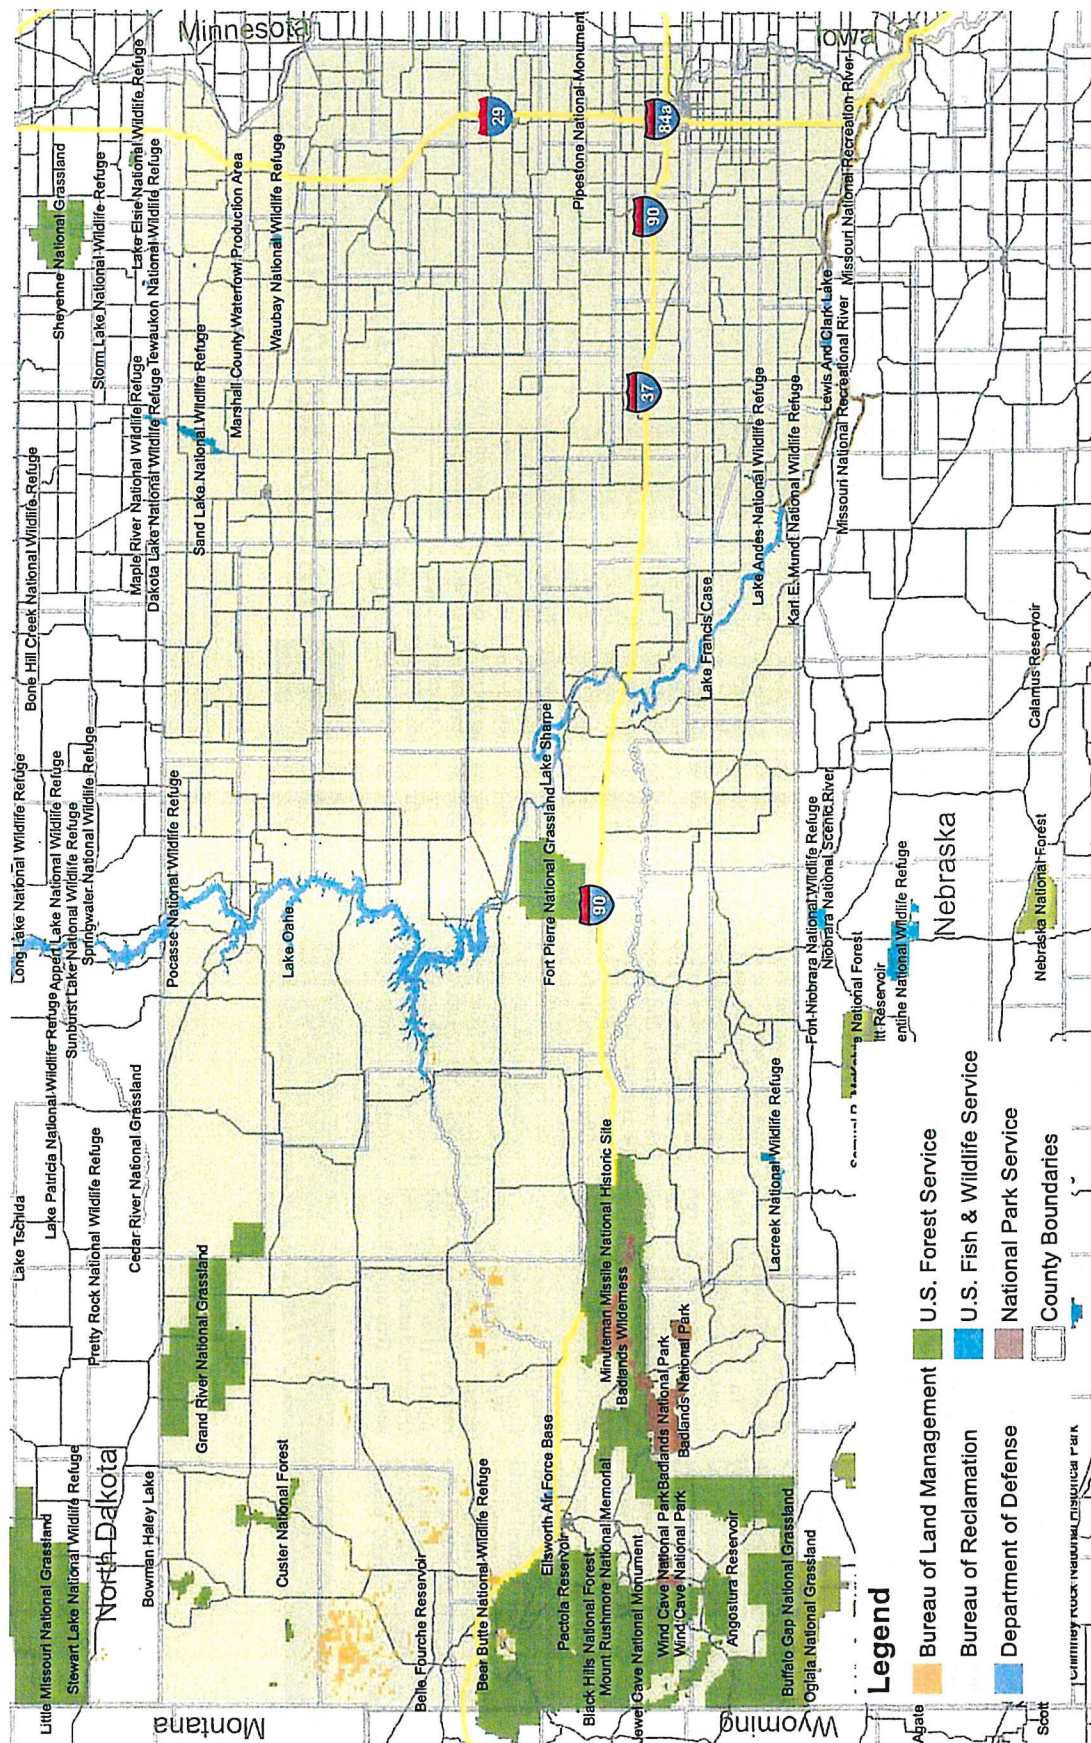 Little Missouri National Grassland
Stewart Lake National Wildlife Refuge
North Dakota
Bowman Haley Lake
Lake Tschida
Lake Patricia National Wildlife Refuge
Pretty Rock National Wildlife Refuge
Cedar River National Grassland
Long Lake National Wildlife Refuge
Appert Lake National Wildlife Refuge
Sunburst Lake National Wildlife Refuge
Springwater National Wildlife Refuge
Bone Hill Creek National Wildlife Refuge
Maple River National Wildlife Refuge
Dakota Lake National Wildlife Refuge
Sheyenne National Grassland
Storm Lake National Wildlife Refuge
Lake Elsie National Wildlife Refuge
Tewaukon National Wildlife Refuge
Minnesota
Montana
Grand River National Grassland
Custer National Forest
Pocasse National Wildlife Refuge
Lake Oahe
Sand Lake National Wildlife Refuge
Marshall County Waterfowl Production Area
Waubay National Wildlife Refuge
Belle Fourche Reservoir
Bear Butte National Wildlife Refuge
29
Ellsworth Air Force Base
Pactola Reservoir
Black Hills National Forest
Mount Rushmore National Memorial
Jewel Cave National Monument
Minuteman Missile National Historic Site
Badlands Wilderness
Fort Pierre National Grassland
Lake Sharpe
Pipestone National Monument
90
37
90
84a
Wind Cave National Park
Wind Cave National Park
Badlands National Park
Badlands National Park
Lake Francis Case
Angostura Reservoir
Wyoming
Lacreek National Wildlife Refuge
Lake Andes National Wildlife Refuge
Karl E. Mundt National Wildlife Refuge
Buffalo Gap National Grassland
Oglala National Grassland
Fort Niobrara National Wildlife Refuge
Niobrara National Scenic River
Lewis And Clark Lake
Missouri National Recreational River
Missouri National Recreation River
Iowa
National Forest
itt Reservoir
entine National Wildlife Refuge
Nebraska
Calamus Reservoir
Nebraska National Forest
Legend
Bureau of Land Management
U.S. Forest Service
Bureau of Reclamation
U.S. Fish & Wildlife Service
Department of Defense
National Park Service
County Boundaries
Agate
Scott
Chimney Rock National Historical Park